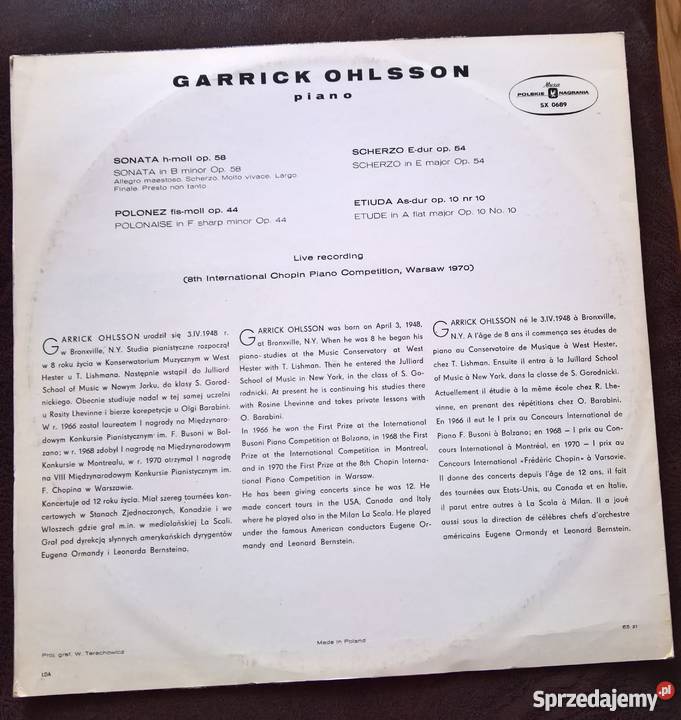 GARRICK OHLSSON
piano
Muza
POLSKIE NAGRANIA
SX 0689
SONATA h-moll op. 58
SONATA in B minor Op. 58
Allegro maestoso, Scherzo. Molto vivace, Largo
Finale. Presto non tanto
POLONEZ fis-moll op. 44
POLONAISE in F sharp minor Op. 44
SCHERZO E-dur op. 54
SCHERZO in E major Op. 54
ETIUDA As-dur op. 10 nr 10
ETUDE in A flat major Op. 10 No. 10
Live recording
(8th International Chopin Piano Competition, Warsaw 1970)
GARRICK OHLSSON urodził się 3.IV.1948 r.
w Bronxville, N.Y. Studia pianistyczne rozpoczął
w 8 roku życia w Konserwatorium Muzycznym w West
Hester u T. Lishmana. Następnie wstąpił do Juillard
School of Music w Nowym Jorku, do klasy S. Gorod-
nickiego. Obecnie studiuje nadal w tej samej uczelni
u Rosity Lhevinne i bierze korepetycje u Olgi Barabini.
W r. 1966 został laureatem I nagrody na Międzynaro-
dowym Konkursie Pianistycznym im. F. Busoni w Bol-
zano; w r. 1968 zdobył I nagrodę na Międzynarodowym
Konkursie w Montrealu, w r. 1970 otrzymał I nagrodę
na VIII Międzynarodowym Konkursie Pianistycznym im.
F. Chopina w Warszawie.
Koncertuje od 12 roku życia. Miał szereg tournées kon-
certowych w Stanach Zjednoczonych, Kanadzie i we
Włoszech gdzie grał m.in. w mediolańskiej La Scali.
Grał pod dyrekcją słynnych amerykańskich dyrygentów
Eugena Ormandy i Leonarda Bernsteina.
GARRICK OHLSSON was born on April 3, 1948,
at Bronxville, N.Y. When he was 8 he began his
piano-studies at the Music Conservatory at West
Hester with T. Lishman. Then he entered the Julliard
School of Music in New York, in the class of S. Go-
rodnicki. At present he is continuing his studies there
with Rosine Lhevinne and takes private lessons with
O. Barabini.
In 1966 he won the First Prize at the International
Busoni Piano Competition at Bolzano, in 1968 the First
Prize at the International Competition in Montreal,
and in 1970 the First Prize at the 8th Chopin Interna-
tional Piano Competition in Warsaw.
He has been giving concerts since he was 12. He
made concert tours in the USA, Canada and Italy
where he played also in the Milan La Scala. He played
under the famous American conductors Eugene Or-
mandy and Leonard Bernstein.
GARRICK OHLSSON né le 3.IV.1948 à Bronxville,
N.Y. A l'âge de 8 ans il commença ses études de
piano au Conservatoire de Musique à West Hester,
chez T. Lishman. Ensuite il entra à la Julliard School
of Music à New York, dans la classe de S. Gorodnicki.
Actuellement il étudie à la même école chez R. Lhe-
vinne, en prenant des répétitions chez O. Barabini.
En 1966 il eut le I prix au Concours International de
Piano F. Busoni à Bolzano; en 1968 – I prix au Con-
cours International à Montréal, en 1970 – I prix au
Concours International «Frédéric Chopin» à Varsovie.
Il donne des concerts depuis l'âge de 12 ans, il fait
des tournées aux Etats-Unis, au Canada et en Italie,
il parut entre autres à La Scala à Milan. Il a joué
aussi sous la direction de célèbres chefs d'orchestre
américains Eugene Ormandy et Leonard Bernstein.
Proj. graf. W. Terechowicz
Made in Poland
LDA
Sprzedajemy.pl